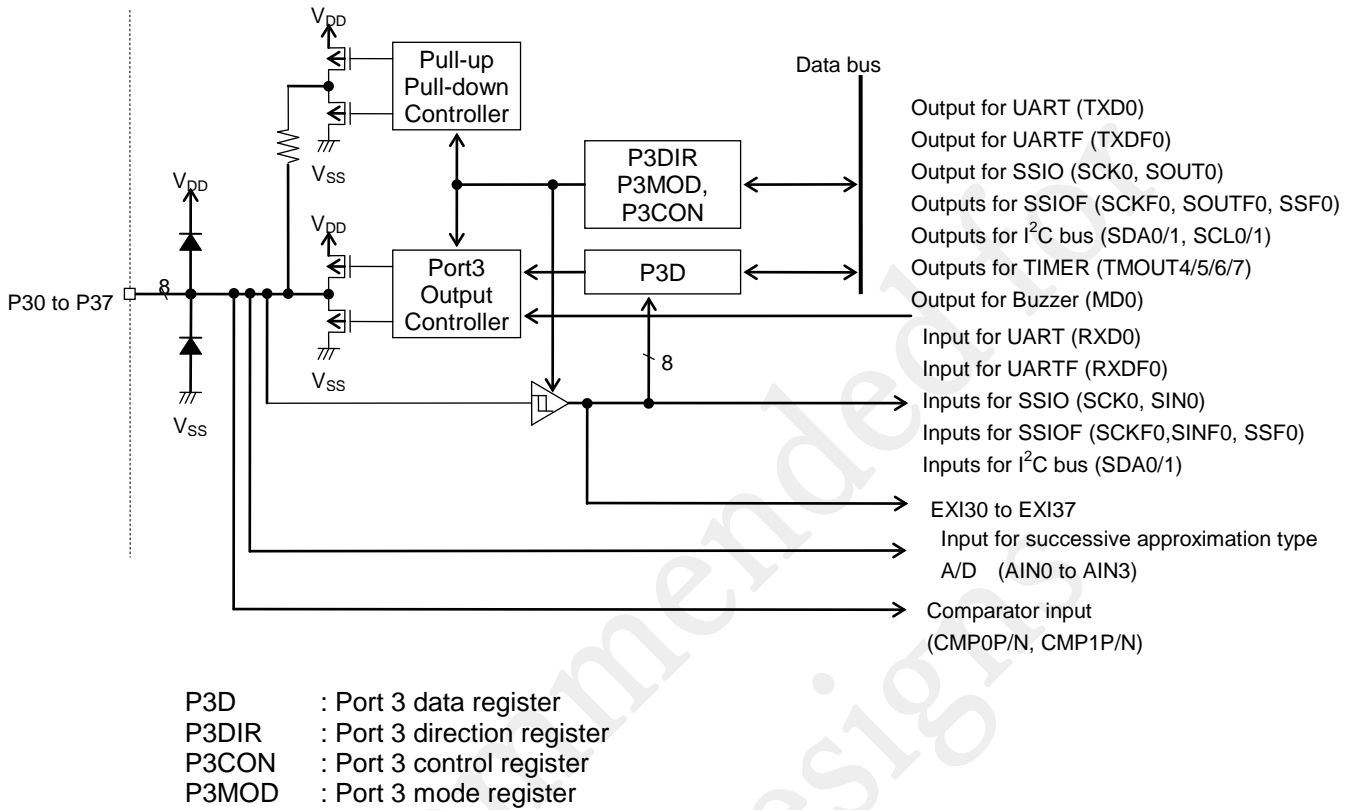 V_DD
Pull-up
Pull-down
Controller
Data bus
V_SS
Output for UART (TXD0)
Output for UARTF (TXDF0)
Output for SSIO (SCK0, SOUT0)
Outputs for SSIOF (SCKF0, SOUTF0, SSF0)
Outputs for I²C bus (SDA0/1, SCL0/1)
Outputs for TIMER (TMOUT4/5/6/7)
Output for Buzzer (MD0)
P3DIR
P3MOD,
P3CON
V_DD
V_DD
Port3
Output
Controller
P3D
P30 to P37
8
V_SS
V_SS
8
Input for UART (RXD0)
Input for UARTF (RXDF0)
Inputs for SSIO (SCK0, SIN0)
Inputs for SSIOF (SCKF0,SINF0, SSF0)
Inputs for I²C bus (SDA0/1)
EXI30 to EXI37
Input for successive approximation type
A/D (AIN0 to AIN3)
Comparator input
(CMP0P/N, CMP1P/N)
P3D : Port 3 data register
P3DIR : Port 3 direction register
P3CON : Port 3 control register
P3MOD : Port 3 mode register